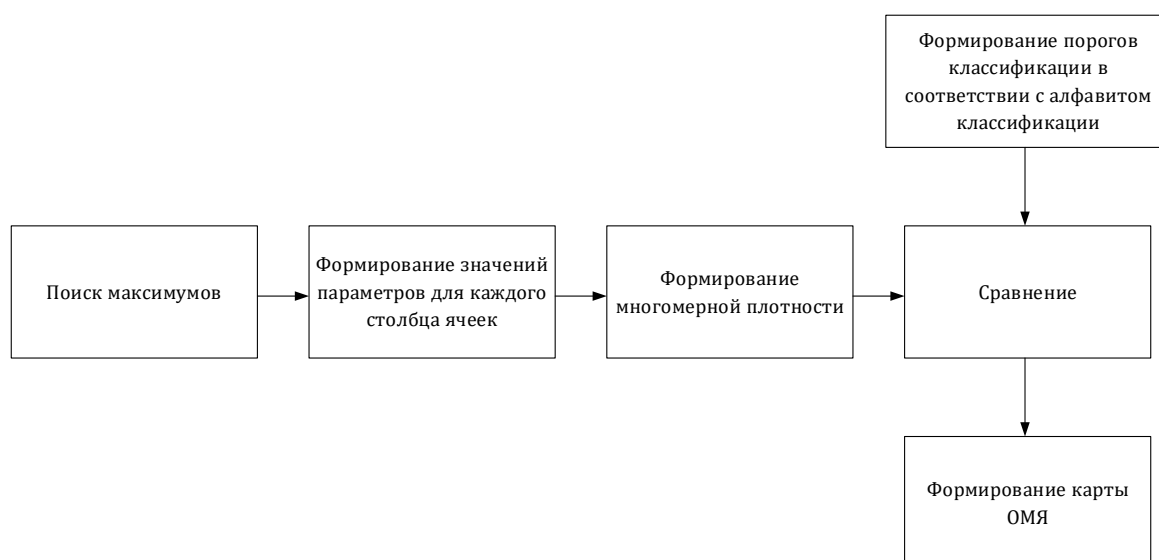 Формирование порогов
классификации в
соответствии с алфавитом
классификации
Поиск максимумов
Формирование значений
параметров для каждого
столбца ячеек
Формирование
многомерной плотности
Сравнение
Формирование карты
ОМЯ